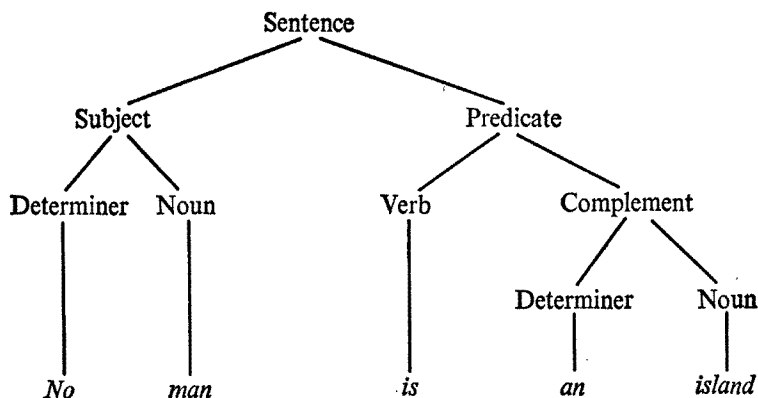 Sentence
Subject Predicate
Determiner Noun Verb Complement
Determiner Noun
No man is an island